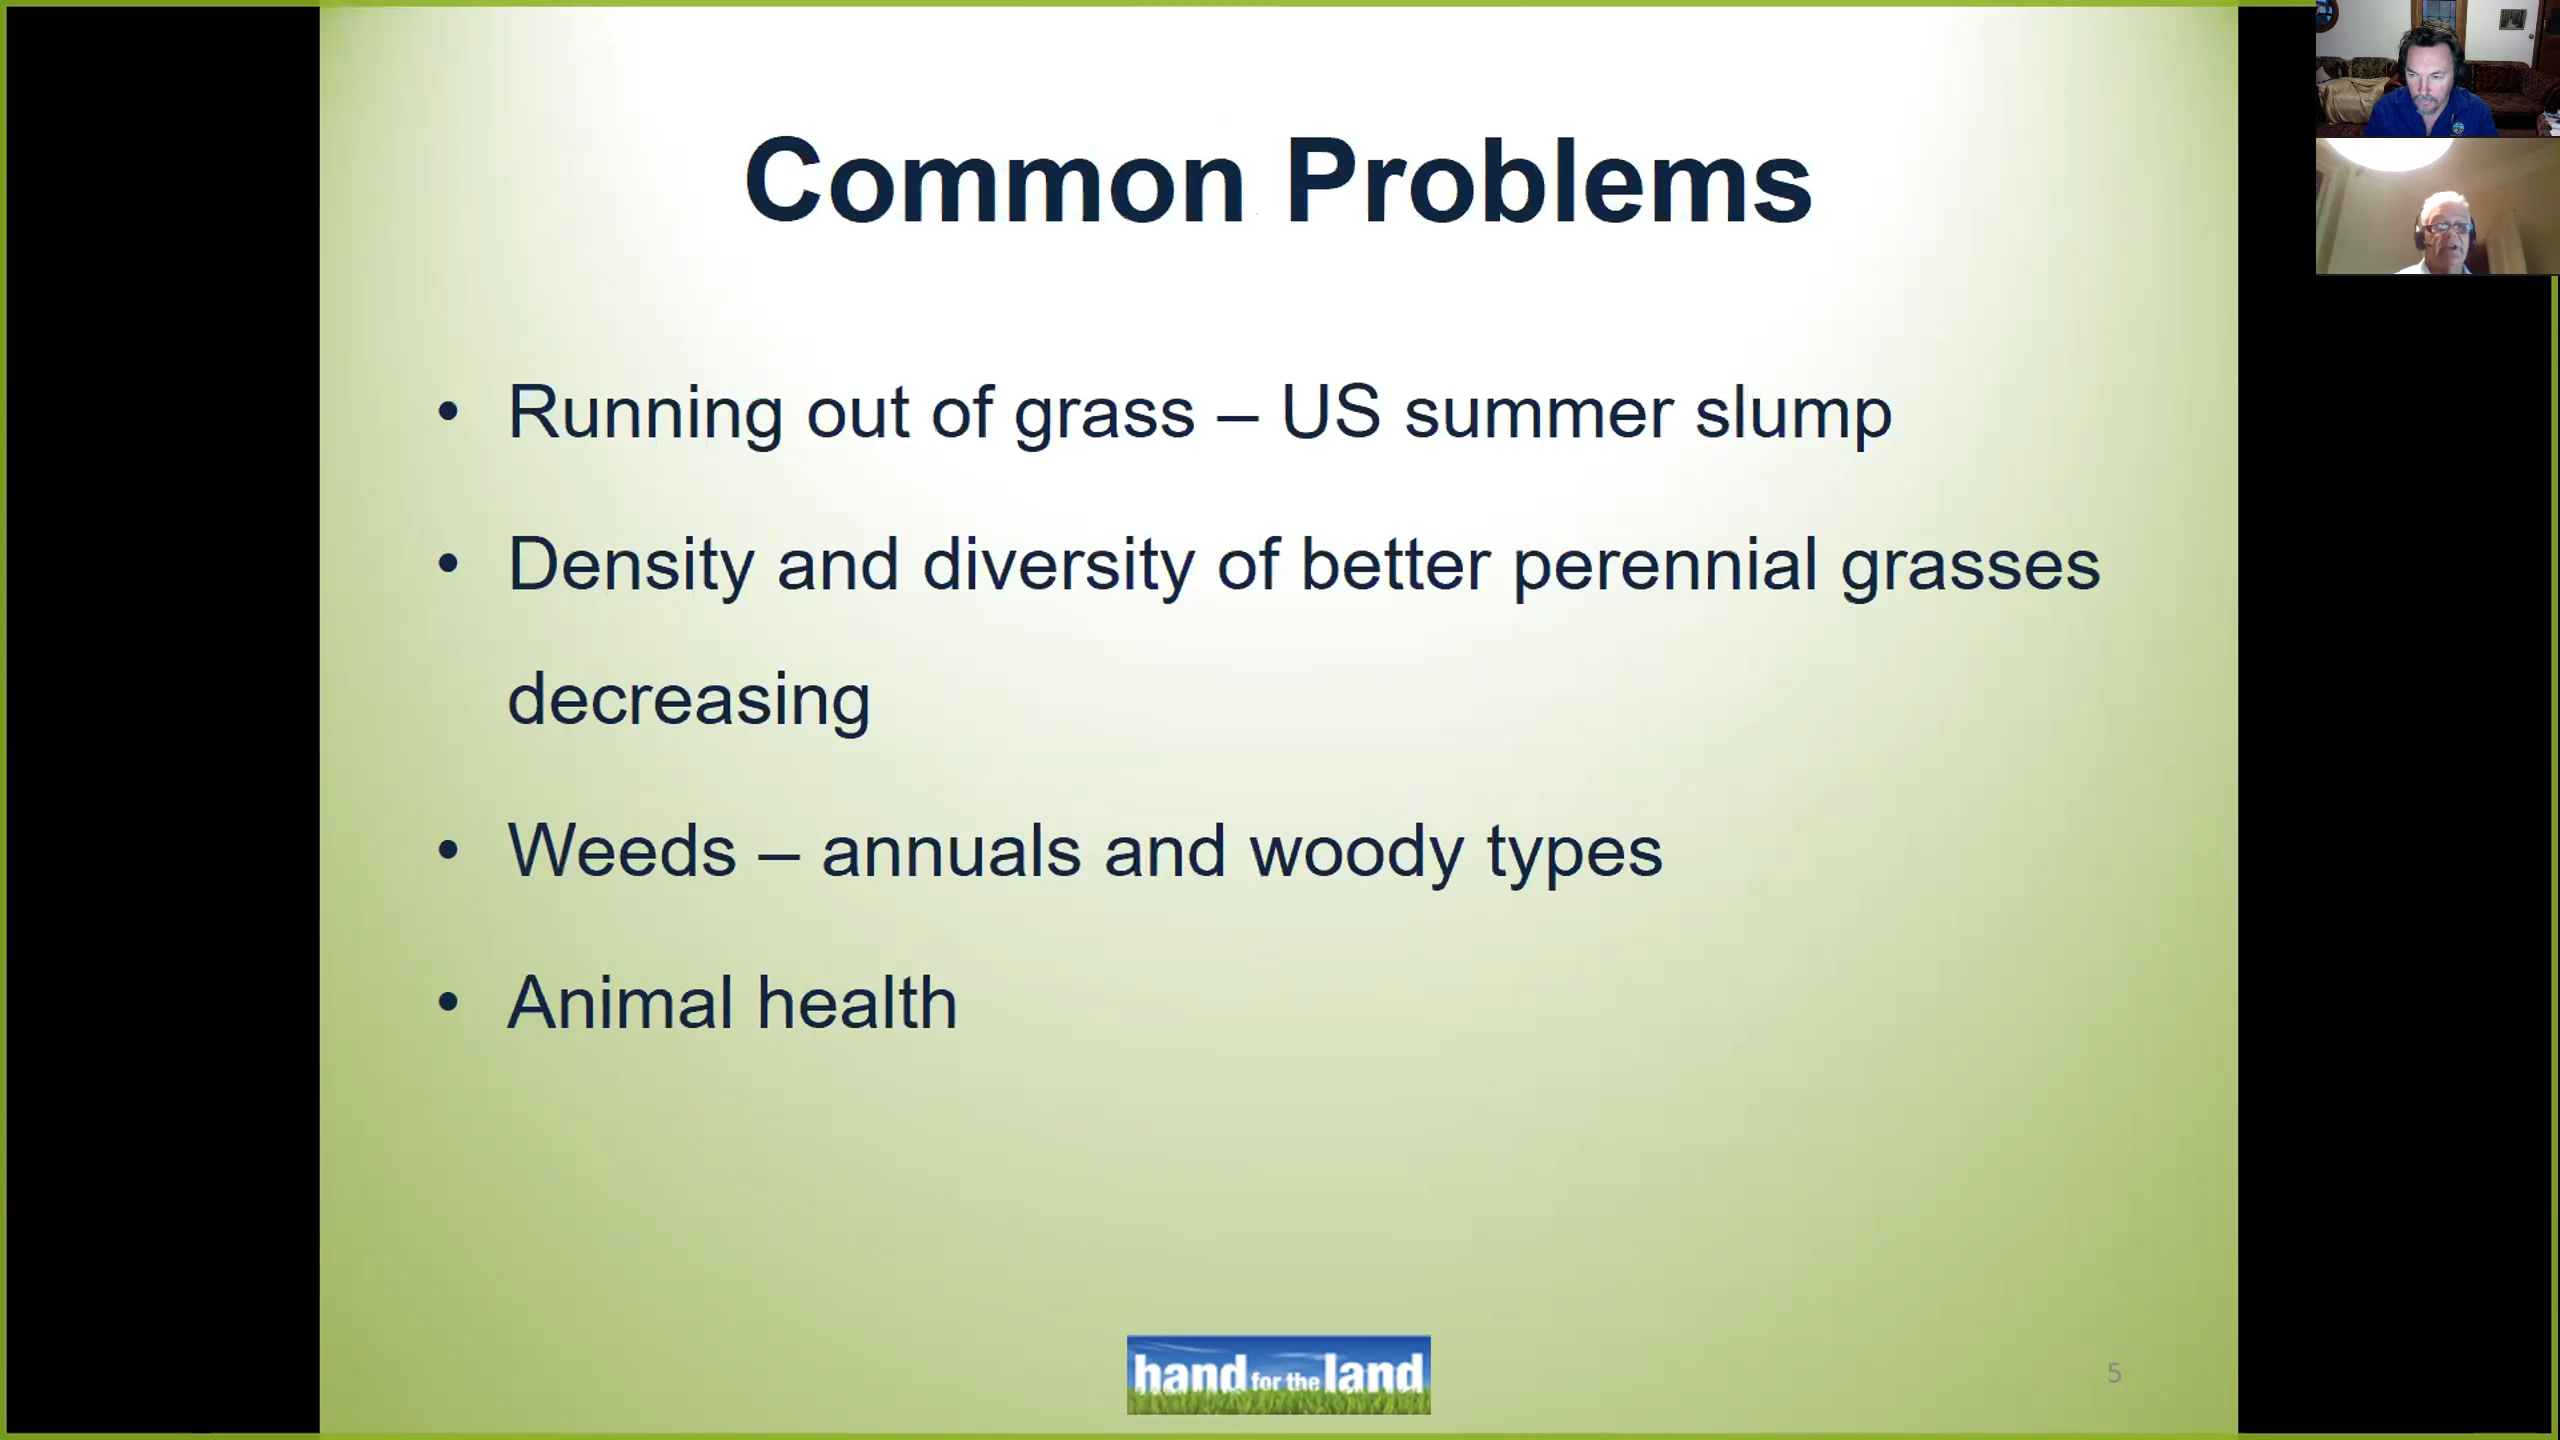 Common Problems
• Running out of grass – US summer slump
• Density and diversity of better perennial grasses
decreasing
• Weeds – annuals and woody types
• Animal health
hand for the land
5